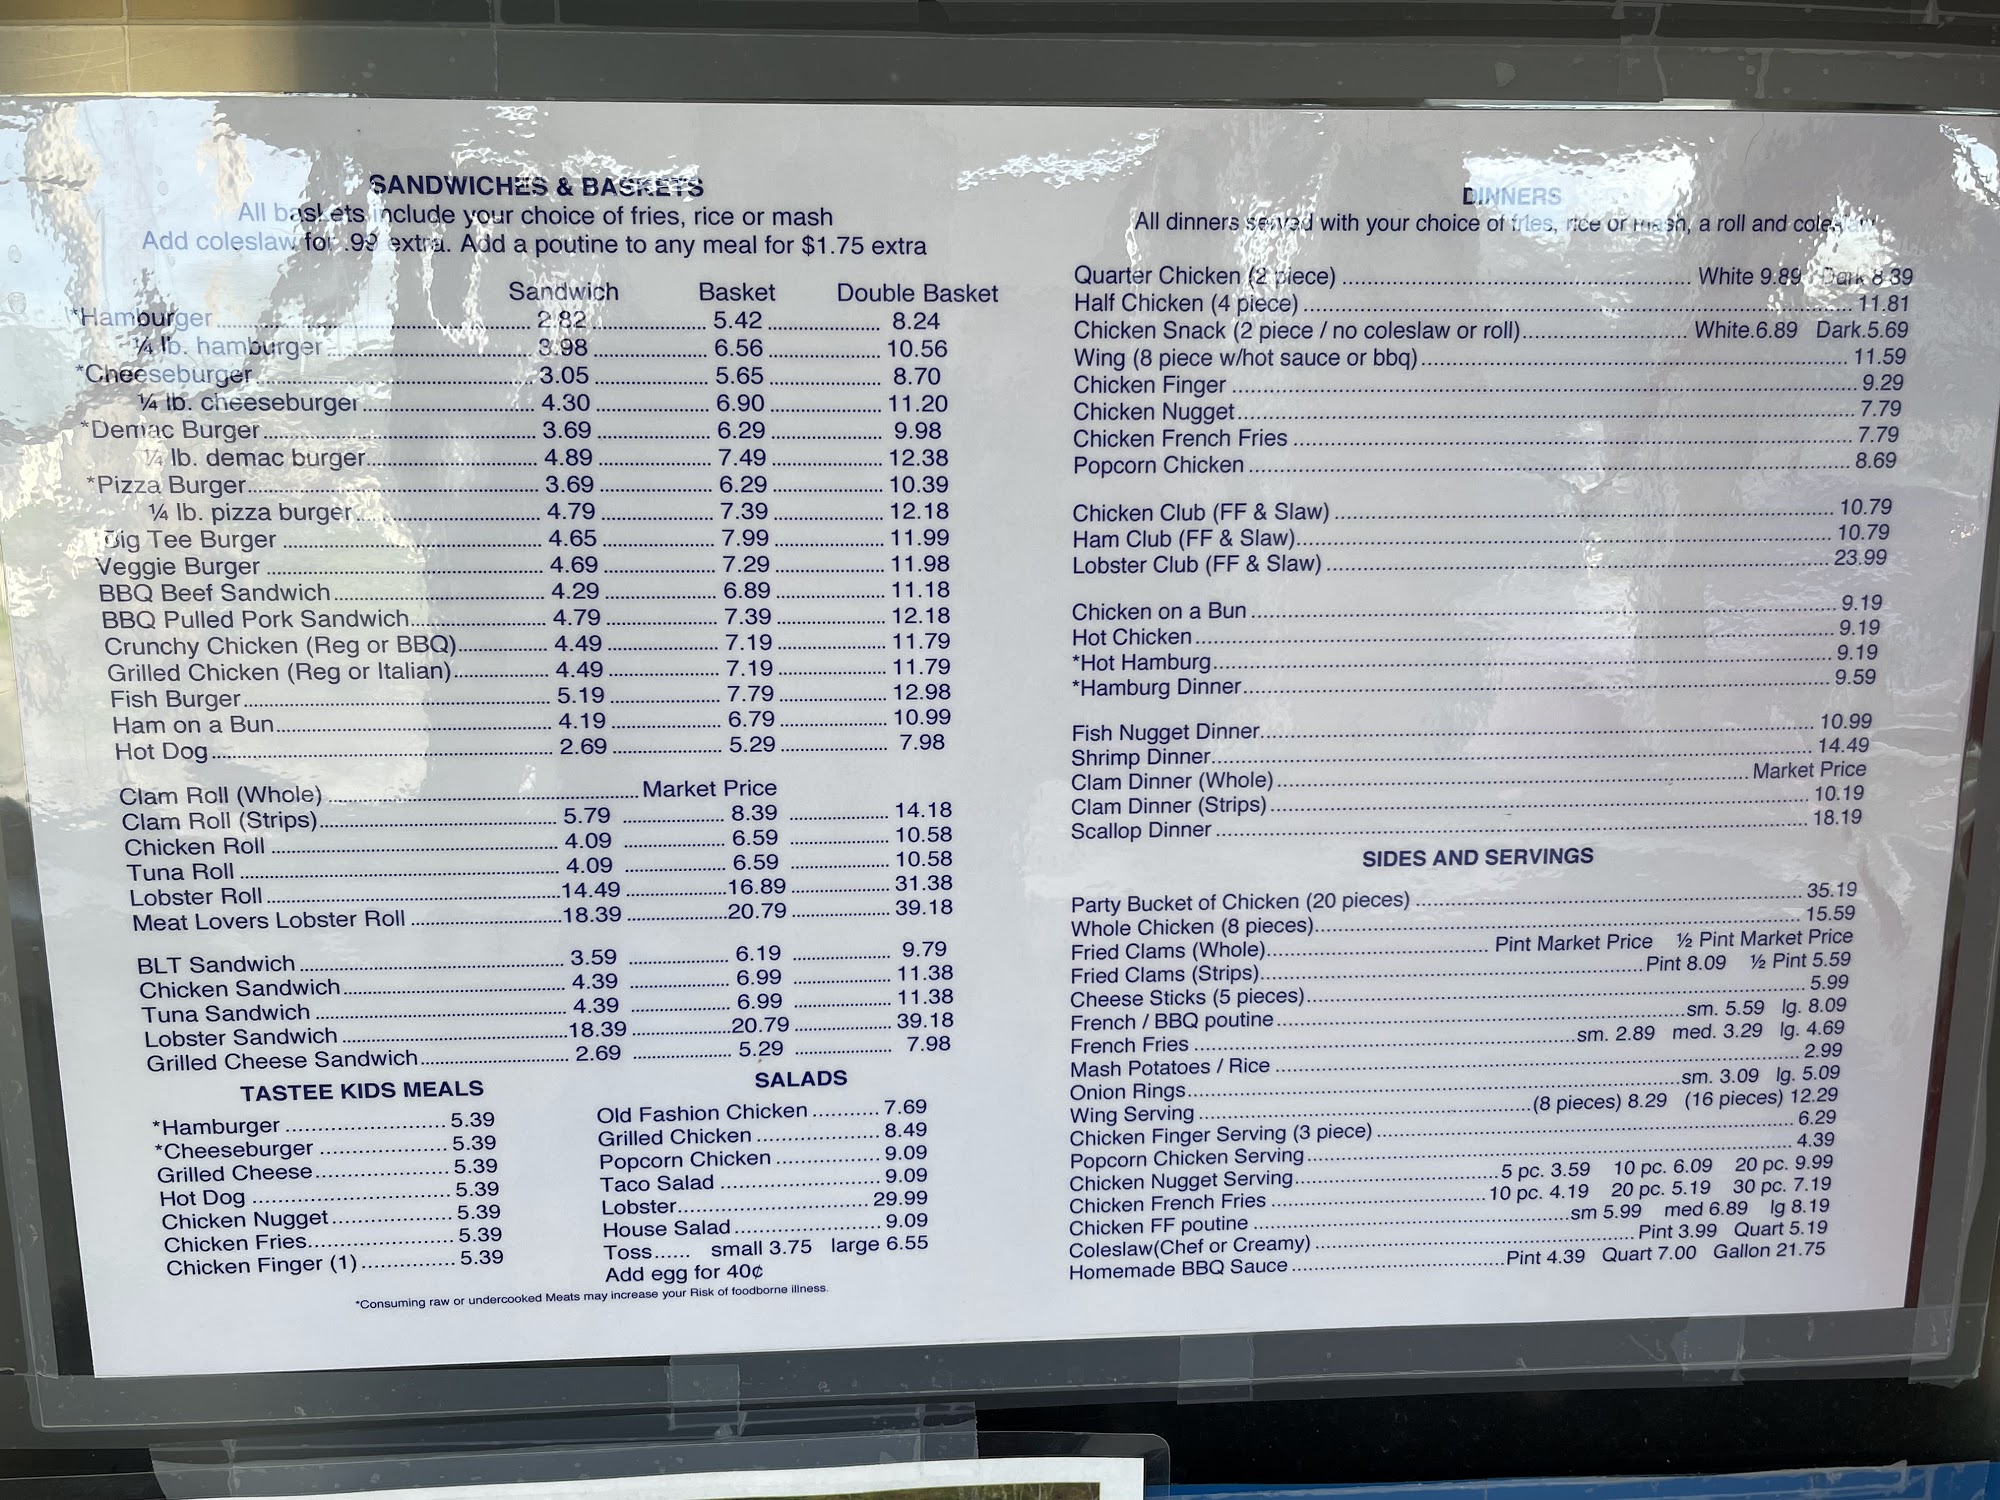 SANDWICHES & BASKETS
All baskets include your choice of fries, rice or mash
Add coleslaw for .99 extra. Add a poutine to any meal for $1.75 extra
Sandwich Basket Double Basket
*Hamburger 2.82 5.42 8.24
¼ lb. hamburger 3.98 6.56 10.56
*Cheeseburger 3.05 5.65 8.70
¼ lb. cheeseburger 4.30 6.90 11.20
*Demac Burger 3.69 6.29 9.98
¼ lb. demac burger 4.89 7.49 12.38
*Pizza Burger 3.69 6.29 10.39
¼ lb. pizza burger 4.79 7.39 12.18
Big Tee Burger 4.65 7.99 11.99
Veggie Burger 4.69 7.29 11.98
BBQ Beef Sandwich 4.29 6.89 11.18
BBQ Pulled Pork Sandwich 4.79 7.39 12.18
Crunchy Chicken (Reg or BBQ) 4.49 7.19 11.79
Grilled Chicken (Reg or Italian) 4.49 7.19 11.79
Fish Burger 5.19 7.79 12.98
Ham on a Bun 4.19 6.79 10.99
Hot Dog 2.69 5.29 7.98
Clam Roll (Whole) Market Price
Clam Roll (Strips) 5.79 8.39 14.18
Chicken Roll 4.09 6.59 10.58
Tuna Roll 4.09 6.59 10.58
Lobster Roll 14.49 16.89 31.38
Meat Lovers Lobster Roll 18.39 20.79 39.18
BLT Sandwich 3.59 6.19 9.79
Chicken Sandwich 4.39 6.99 11.38
Tuna Sandwich 4.39 6.99 11.38
Lobster Sandwich 18.39 20.79 39.18
Grilled Cheese Sandwich 2.69 5.29 7.98
TASTEE KIDS MEALS
*Hamburger 5.39
*Cheeseburger 5.39
Grilled Cheese 5.39
Hot Dog 5.39
Chicken Nugget 5.39
Chicken Fries 5.39
Chicken Finger (1) 5.39
SALADS
Old Fashion Chicken 7.69
Grilled Chicken 8.49
Popcorn Chicken 9.09
Taco Salad 9.09
Lobster 29.99
House Salad 9.09
Toss...... small 3.75 large 6.55
Add egg for 40¢
*Consuming raw or undercooked Meats may increase your Risk of foodborne illness.
DINNERS
All dinners served with your choice of fries, rice or mash, a roll and coleslaw
Quarter Chicken (2 piece) White 9.89 Dark 8.39
Half Chicken (4 piece) 11.81
Chicken Snack (2 piece / no coleslaw or roll) White.6.89 Dark.5.69
Wing (8 piece w/hot sauce or bbq) 11.59
Chicken Finger 9.29
Chicken Nugget 7.79
Chicken French Fries 7.79
Popcorn Chicken 8.69
Chicken Club (FF & Slaw) 10.79
Ham Club (FF & Slaw) 10.79
Lobster Club (FF & Slaw) 23.99
Chicken on a Bun 9.19
Hot Chicken 9.19
*Hot Hamburg 9.19
*Hamburg Dinner 9.59
Fish Nugget Dinner 10.99
Shrimp Dinner 14.49
Clam Dinner (Whole) Market Price
Clam Dinner (Strips) 10.19
Scallop Dinner 18.19
SIDES AND SERVINGS
Party Bucket of Chicken (20 pieces) 35.19
Whole Chicken (8 pieces) 15.59
Fried Clams (Whole) Pint Market Price ½ Pint Market Price
Fried Clams (Strips) Pint 8.09 ½ Pint 5.59
Cheese Sticks (5 pieces) 5.99
French / BBQ poutine sm. 5.59 lg. 8.09
French Fries sm. 2.89 med. 3.29 lg. 4.69
Mash Potatoes / Rice 2.99
Onion Rings sm. 3.09 lg. 5.09
Wing Serving (8 pieces) 8.29 (16 pieces) 12.29
Chicken Finger Serving (3 piece) 6.29
Popcorn Chicken Serving 4.39
Chicken Nugget Serving 5 pc. 3.59 10 pc. 6.09 20 pc. 9.99
Chicken French Fries 10 pc. 4.19 20 pc. 5.19 30 pc. 7.19
Chicken FF poutine sm 5.99 med 6.89 lg 8.19
Coleslaw(Chef or Creamy) Pint 3.99 Quart 5.19
Homemade BBQ Sauce Pint 4.39 Quart 7.00 Gallon 21.75